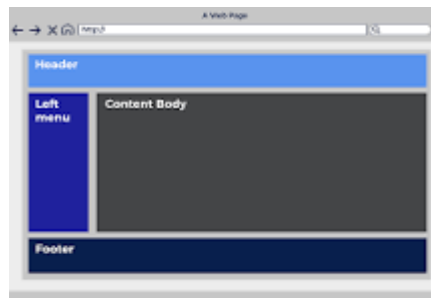 A Web Page
http://
Header
Left
menu
Content Body
Footer